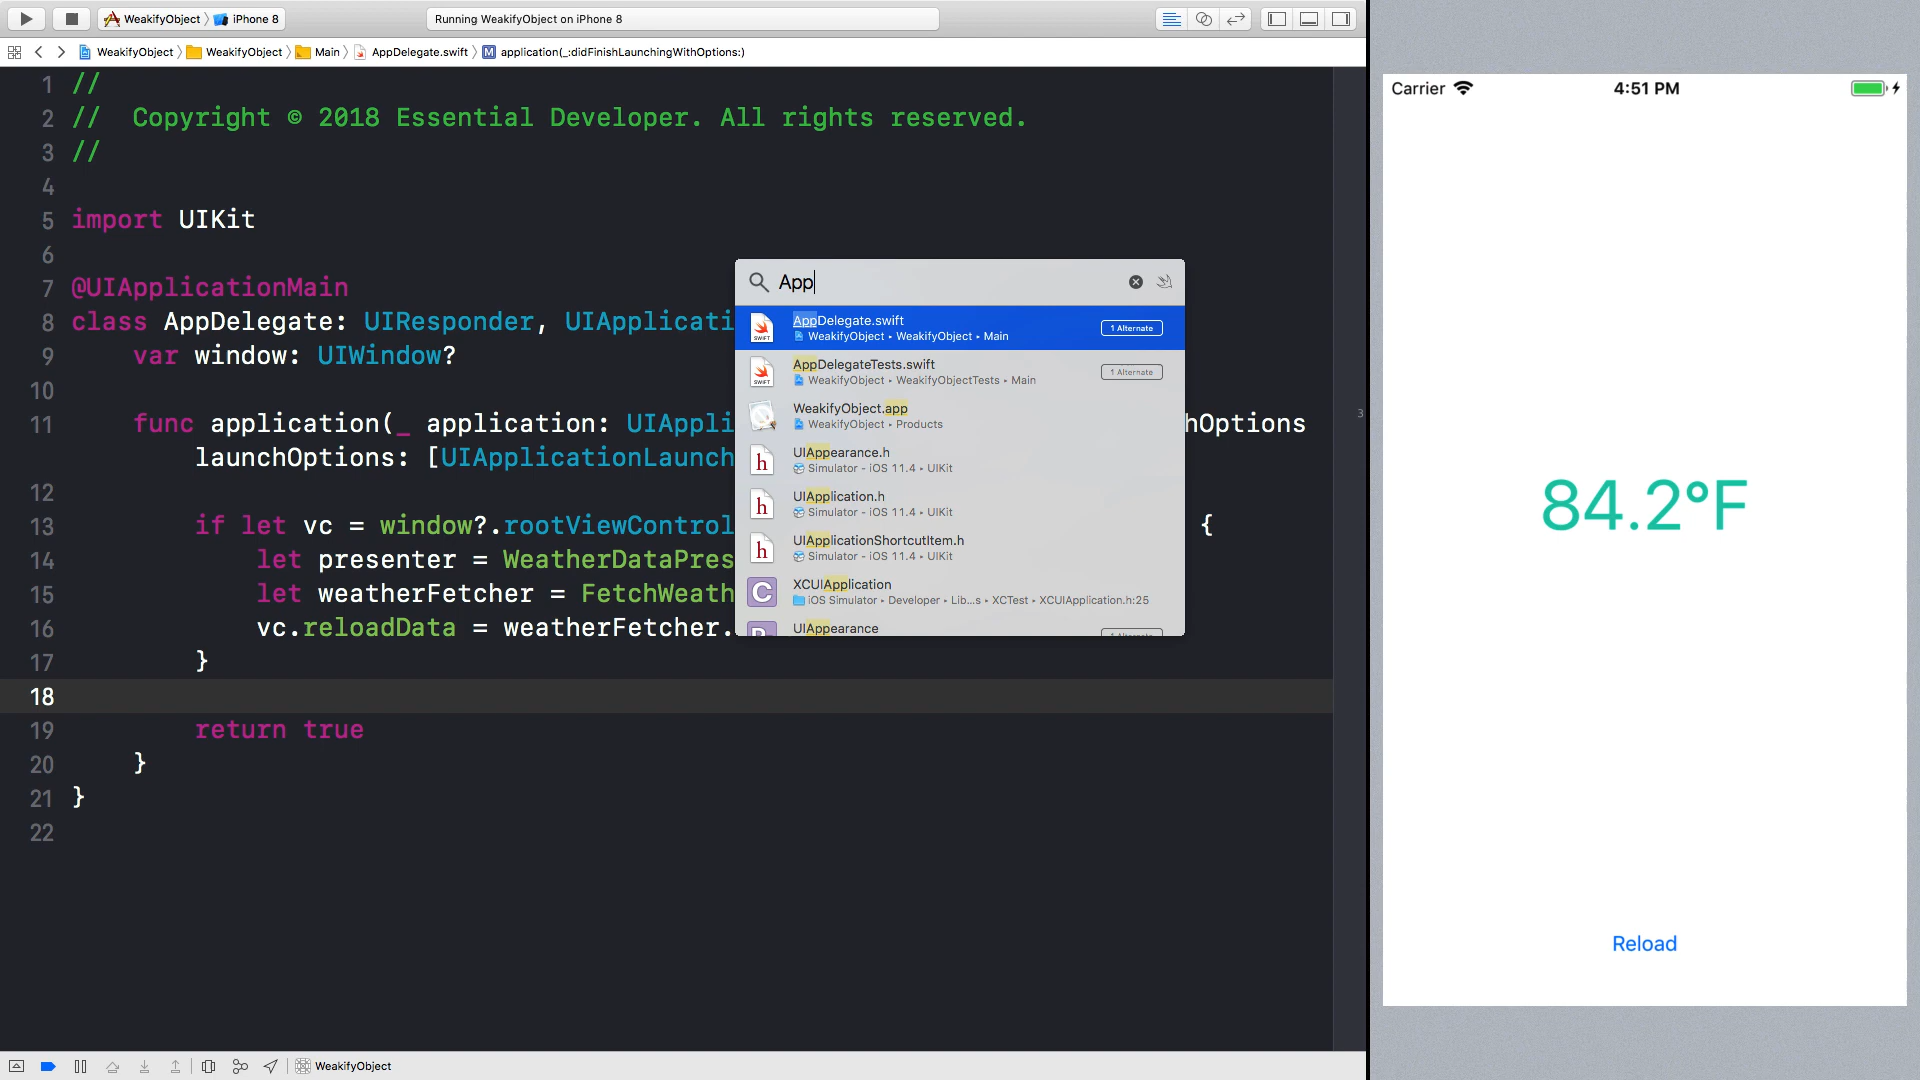 WeakifyObject iPhone 8
Running WeakifyObject on iPhone 8
WeakifyObject WeakifyObject Main AppDelegate.swift M application(_:didFinishLaunchingWithOptions:)
1 //
2 // Copyright © 2018 Essential Developer. All rights reserved.
3 //
4
5 import UIKit
6
7 @UIApplicationMain
8 class AppDelegate: UIResponder, UIApplicati
9 var window: UIWindow?
10
11 func application(_ application: UIAppli hOptions
launchOptions: [UIApplicationLaunch
12
13 if let vc = window?.rootViewControl {
14 let presenter = WeatherDataPres
15 let weatherFetcher = FetchWeath
16 vc.reloadData = weatherFetcher.
17 }
18
19 return true
20 }
21 }
22
App
AppDelegate.swift
WeakifyObject ▸ WeakifyObject ▸ Main
1 Alternate
AppDelegateTests.swift
WeakifyObject ▸ WeakifyObjectTests ▸ Main
1 Alternate
WeakifyObject.app
WeakifyObject ▸ Products
UIAppearance.h
Simulator - iOS 11.4 ▸ UIKit
UIApplication.h
Simulator - iOS 11.4 ▸ UIKit
UIApplicationShortcutItem.h
Simulator - iOS 11.4 ▸ UIKit
XCUIApplication
iOS Simulator ▸ Developer ▸ Lib...s ▸ XCTest ▸ XCUIApplication.h:25
UIAppearance
3
WeakifyObject
Carrier 4:51 PM
84.2°F
Reload